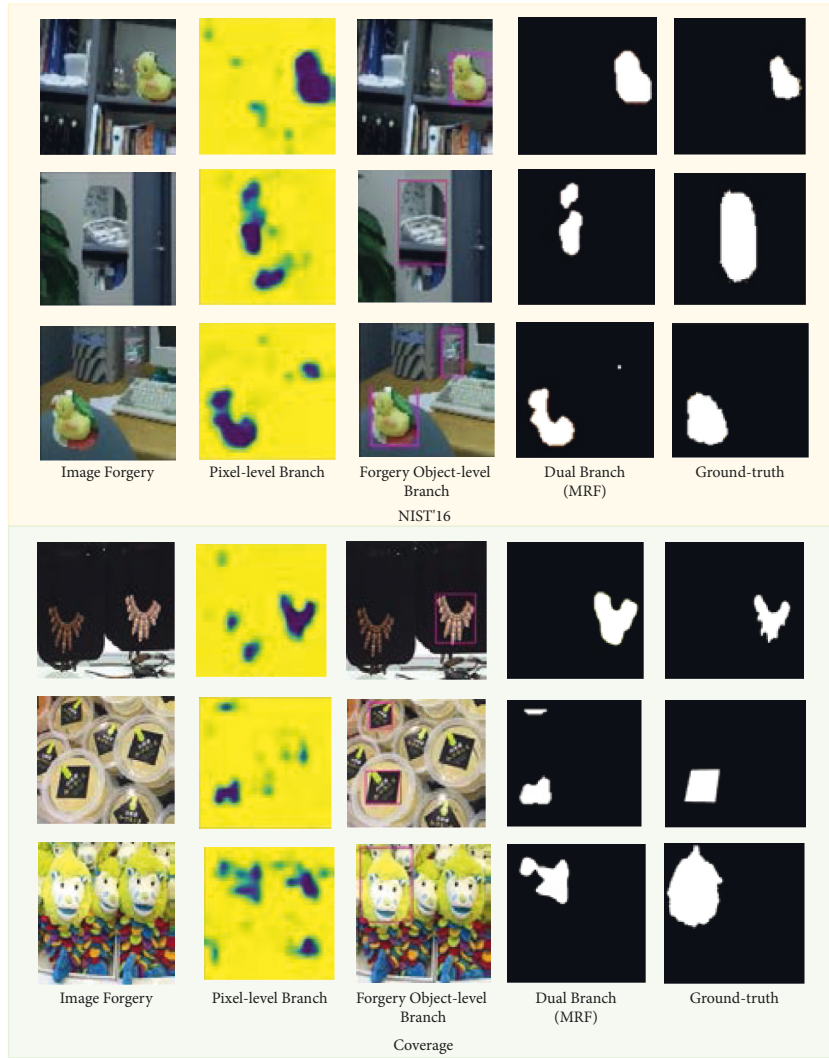 Image Forgery
Pixel-level Branch
Forgery Object-level
Branch
Dual Branch
(MRF)
Ground-truth
NIST'16
Image Forgery
Pixel-level Branch
Forgery Object-level
Branch
Dual Branch
(MRF)
Ground-truth
Coverage